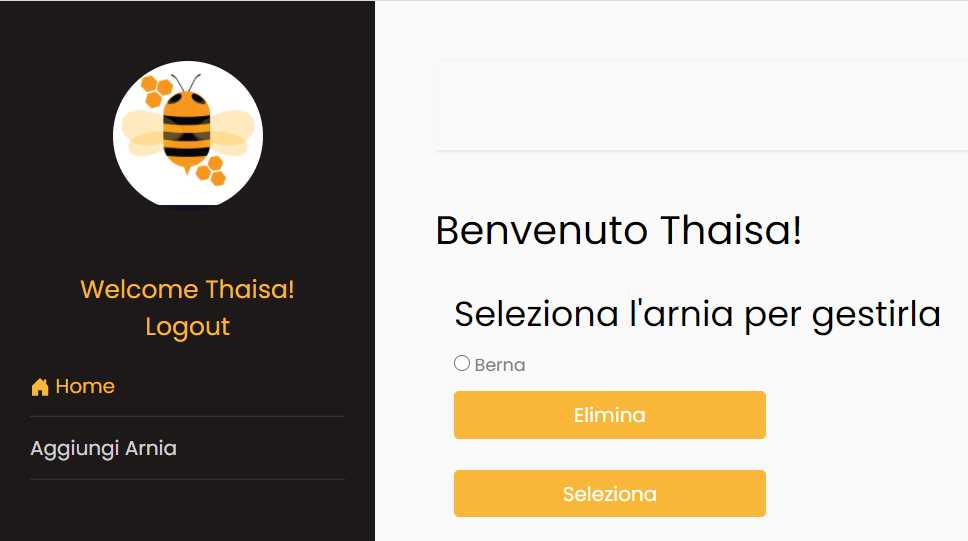 Welcome Thaisa!
Logout
Home
Aggiungi Arnia
Benvenuto Thaisa!
Seleziona l'arnia per gestirla
Berna
Elimina
Seleziona